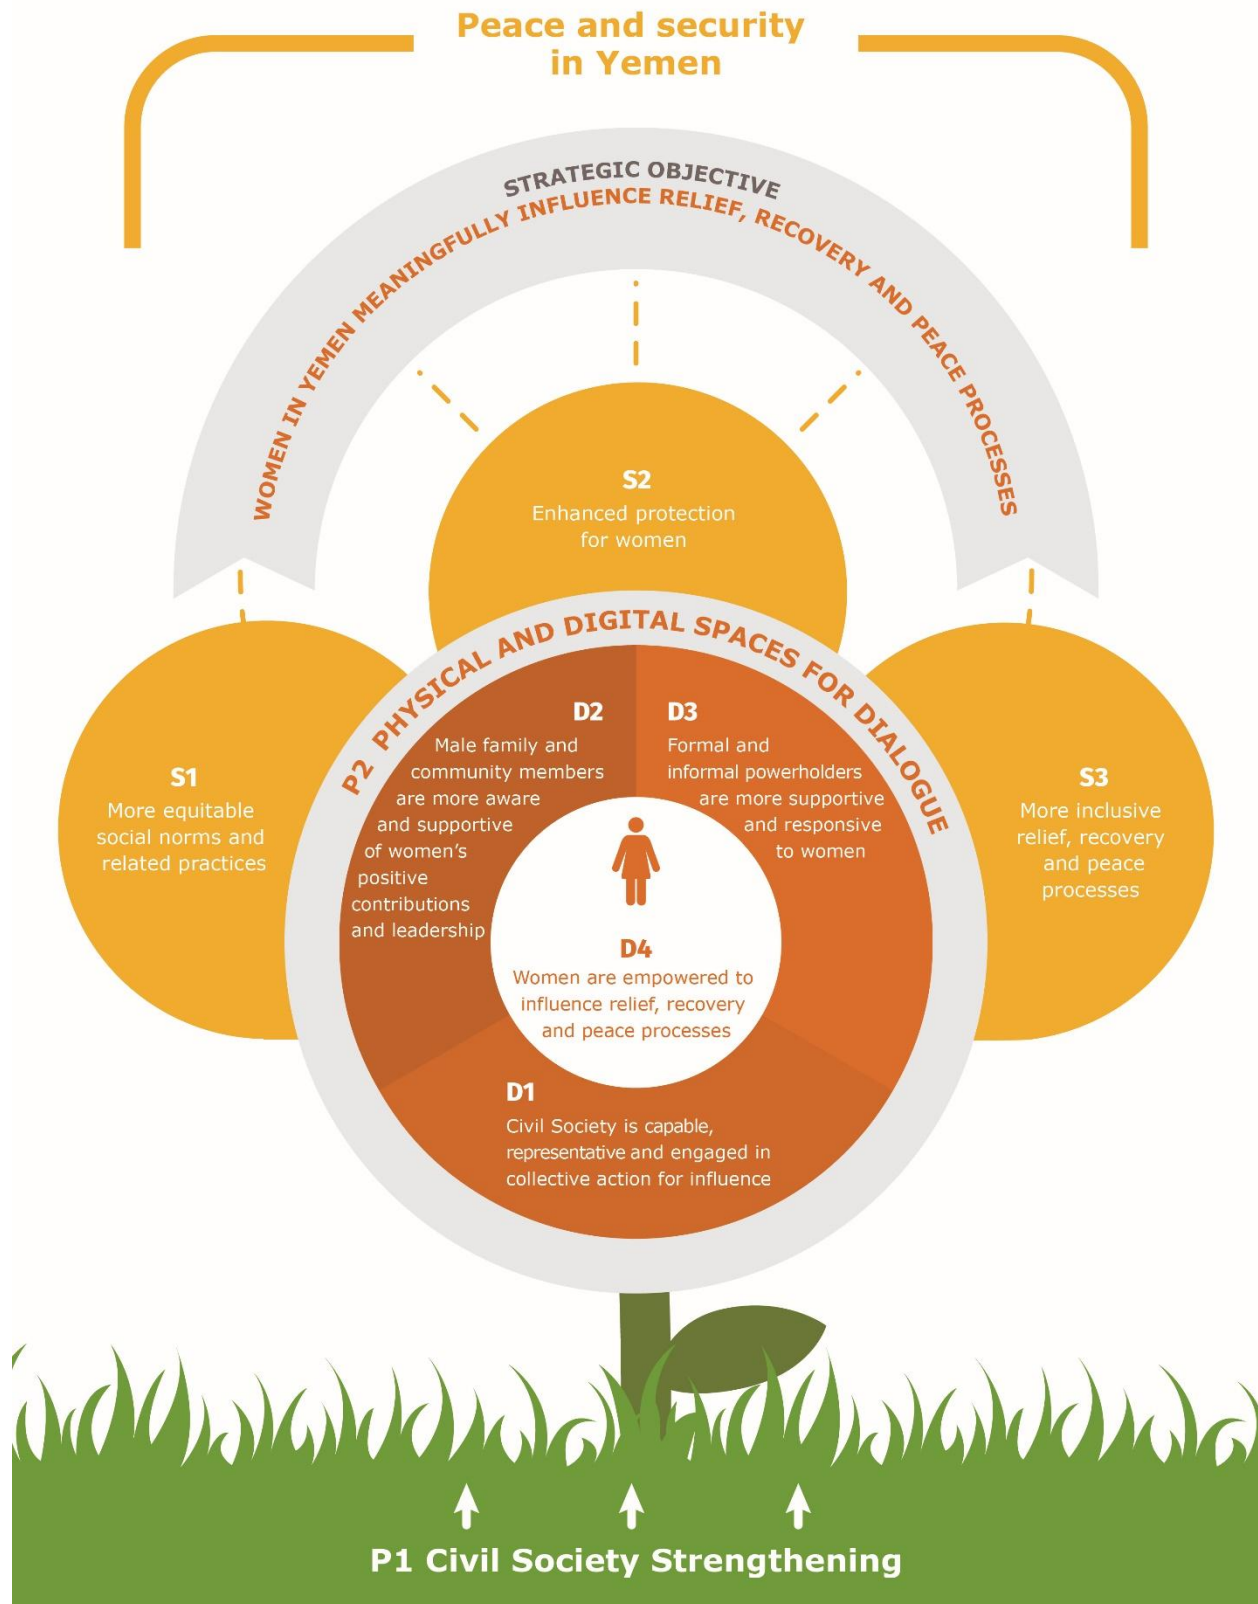 Peace and security
in Yemen
STRATEGIC OBJECTIVE
WOMEN IN YEMEN MEANINGFULLY INFLUENCE RELIEF, RECOVERY AND PEACE PROCESSES
S2
Enhanced protection
for women
P2 PHYSICAL AND DIGITAL SPACES FOR DIALOGUE
S1
More equitable
social norms and
related practices
D2
Male family and
community members
are more aware
and supportive
of women’s
positive
contributions
and leadership
D3
Formal and
informal powerholders
are more supportive
and responsive
to women
S3
More inclusive
relief, recovery
and peace
processes
D4
Women are empowered to
influence relief, recovery
and peace processes
D1
Civil Society is capable,
representative and engaged in
collective action for influence
P1 Civil Society Strengthening